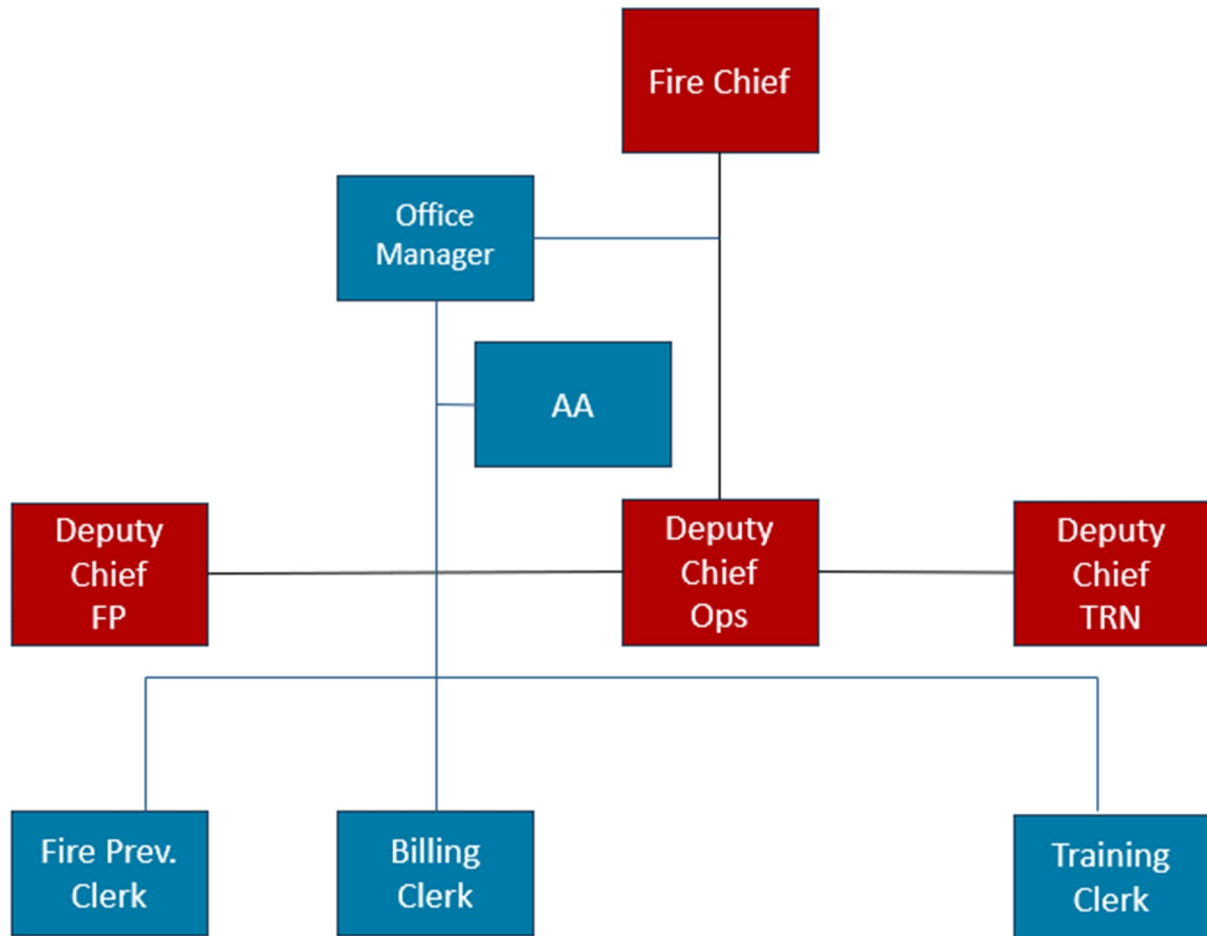 Fire Chief
Office
Manager
AA
Deputy
Chief
FP
Deputy
Chief
Ops
Deputy
Chief
TRN
Fire Prev.
Clerk
Billing
Clerk
Training
Clerk